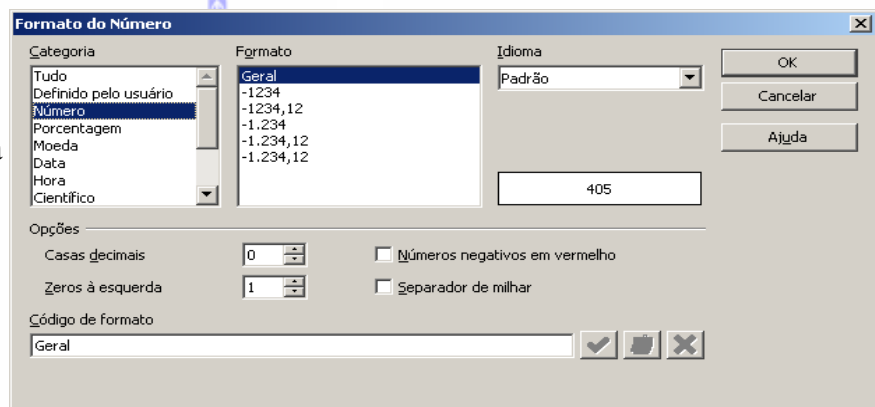 Formato do Número
Categoria
Tudo
Definido pelo usuário
Número
Porcentagem
Moeda
Data
Hora
Científico
Formato
Geral
-1234
-1234,12
-1.234
-1.234,12
-1.234,12
Idioma
Padrão
405
OK
Cancelar
Ajuda
Opções
Casas decimais 0
Números negativos em vermelho
Zeros à esquerda 1
Separador de milhar
Código de formato
Geral